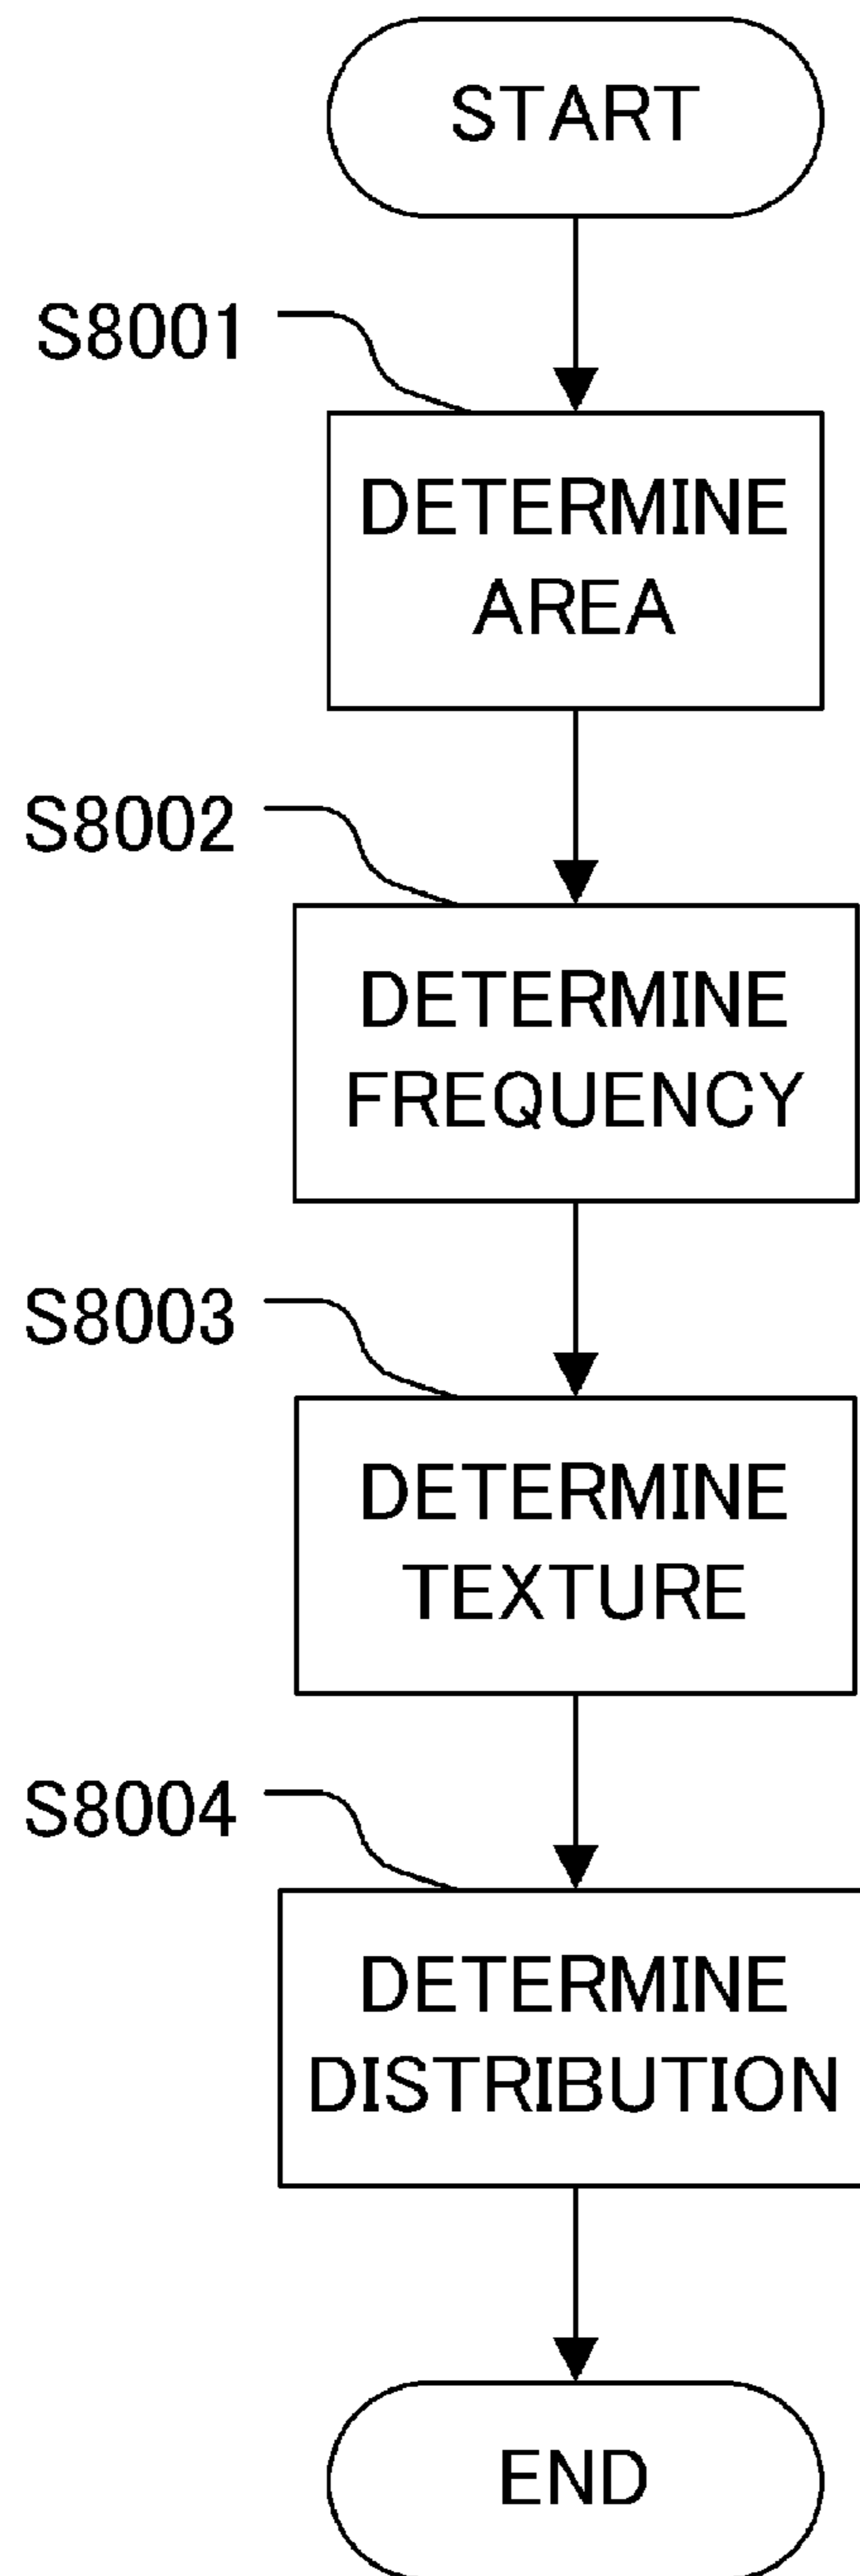 START
S8001
DETERMINE
AREA
S8002
DETERMINE
FREQUENCY
S8003
DETERMINE
TEXTURE
S8004
DETERMINE
DISTRIBUTION
END